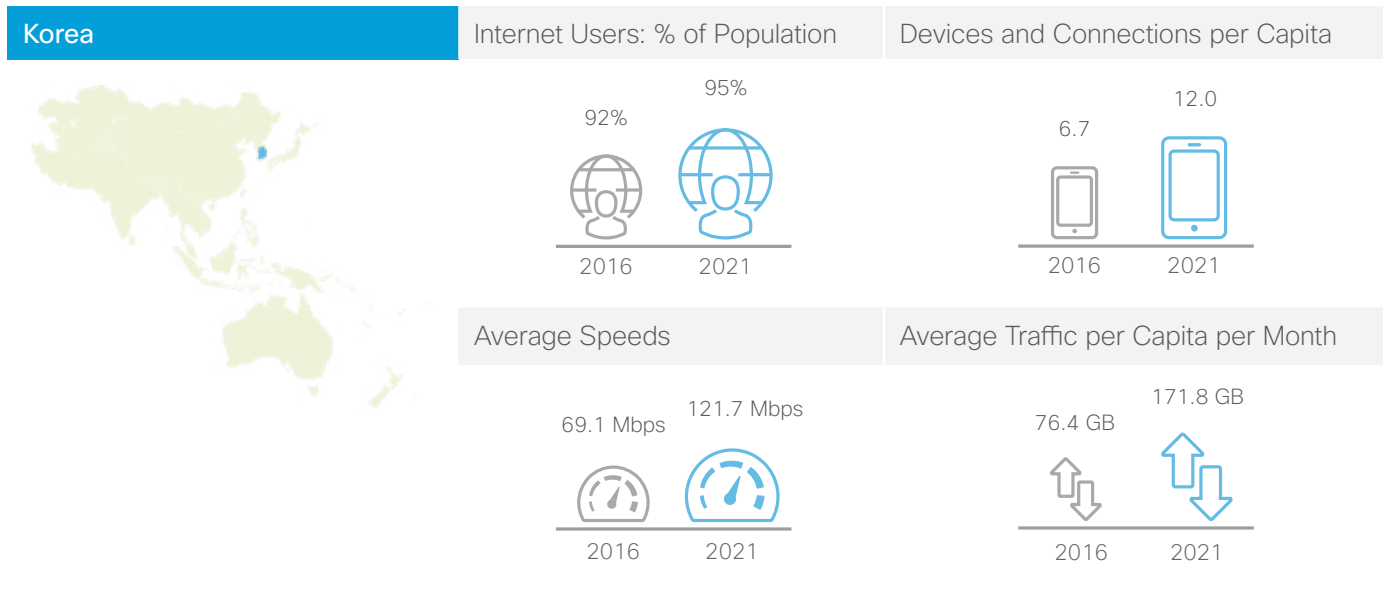 Korea
Internet Users: % of Population
Devices and Connections per Capita
92%
95%
2016
2021
6.7
12.0
2016
2021
Average Speeds
Average Traffic per Capita per Month
69.1 Mbps
121.7 Mbps
2016
2021
76.4 GB
171.8 GB
2016
2021